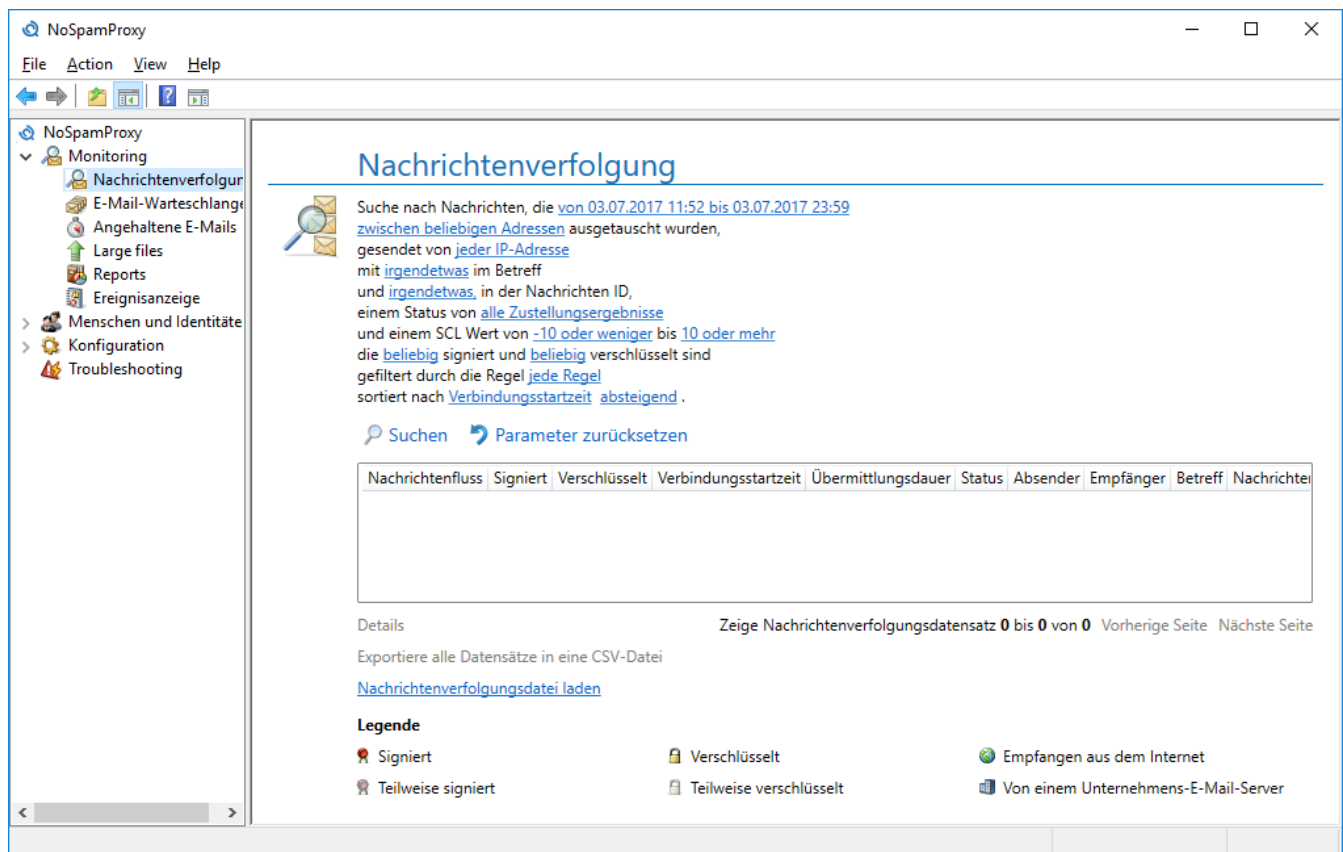 NoSpamProxy
File Action View Help
NoSpamProxy
Monitoring
Nachrichtenverfolgur
E-Mail-Warteschlange
Angehaltene E-Mails
Large files
Reports
Ereignisanzeige
Menschen und Identitäte
Konfiguration
Troubleshooting
Nachrichtenverfolgung
Suche nach Nachrichten, die von 03.07.2017 11:52 bis 03.07.2017 23:59
zwischen beliebigen Adressen ausgetauscht wurden,
gesendet von jeder IP-Adresse
mit irgendetwas im Betreff
und irgendetwas, in der Nachrichten ID,
einem Status von alle Zustellungsergebnisse
und einem SCL Wert von -10 oder weniger bis 10 oder mehr
die beliebig signiert und beliebig verschlüsselt sind
gefiltert durch die Regel jede Regel
sortiert nach Verbindungsstartzeit absteigend .
Suchen Parameter zurücksetzen
Nachrichtenfluss Signiert Verschlüsselt Verbindungsstartzeit Übermittlungsdauer Status Absender Empfänger Betreff Nachrichter
Details Zeige Nachrichtenverfolgungsdatensatz 0 bis 0 von 0 Vorherige Seite Nächste Seite
Exportiere alle Datensätze in eine CSV-Datei
Nachrichtenverfolgungsdatei laden
Legende
Signiert Verschlüsselt Empfangen aus dem Internet
Teilweise signiert Teilweise verschlüsselt Von einem Unternehmens-E-Mail-Server